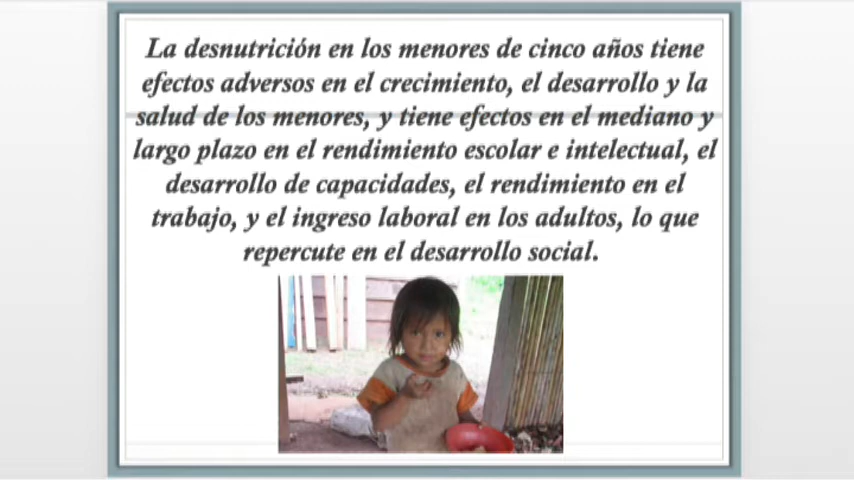 La desnutrición en los menores de cinco años tiene
efectos adversos en el crecimiento, el desarrollo y la
salud de los menores, y tiene efectos en el mediano y
largo plazo en el rendimiento escolar e intelectual, el
desarrollo de capacidades, el rendimiento en el
trabajo, y el ingreso laboral en los adultos, lo que
repercute en el desarrollo social.